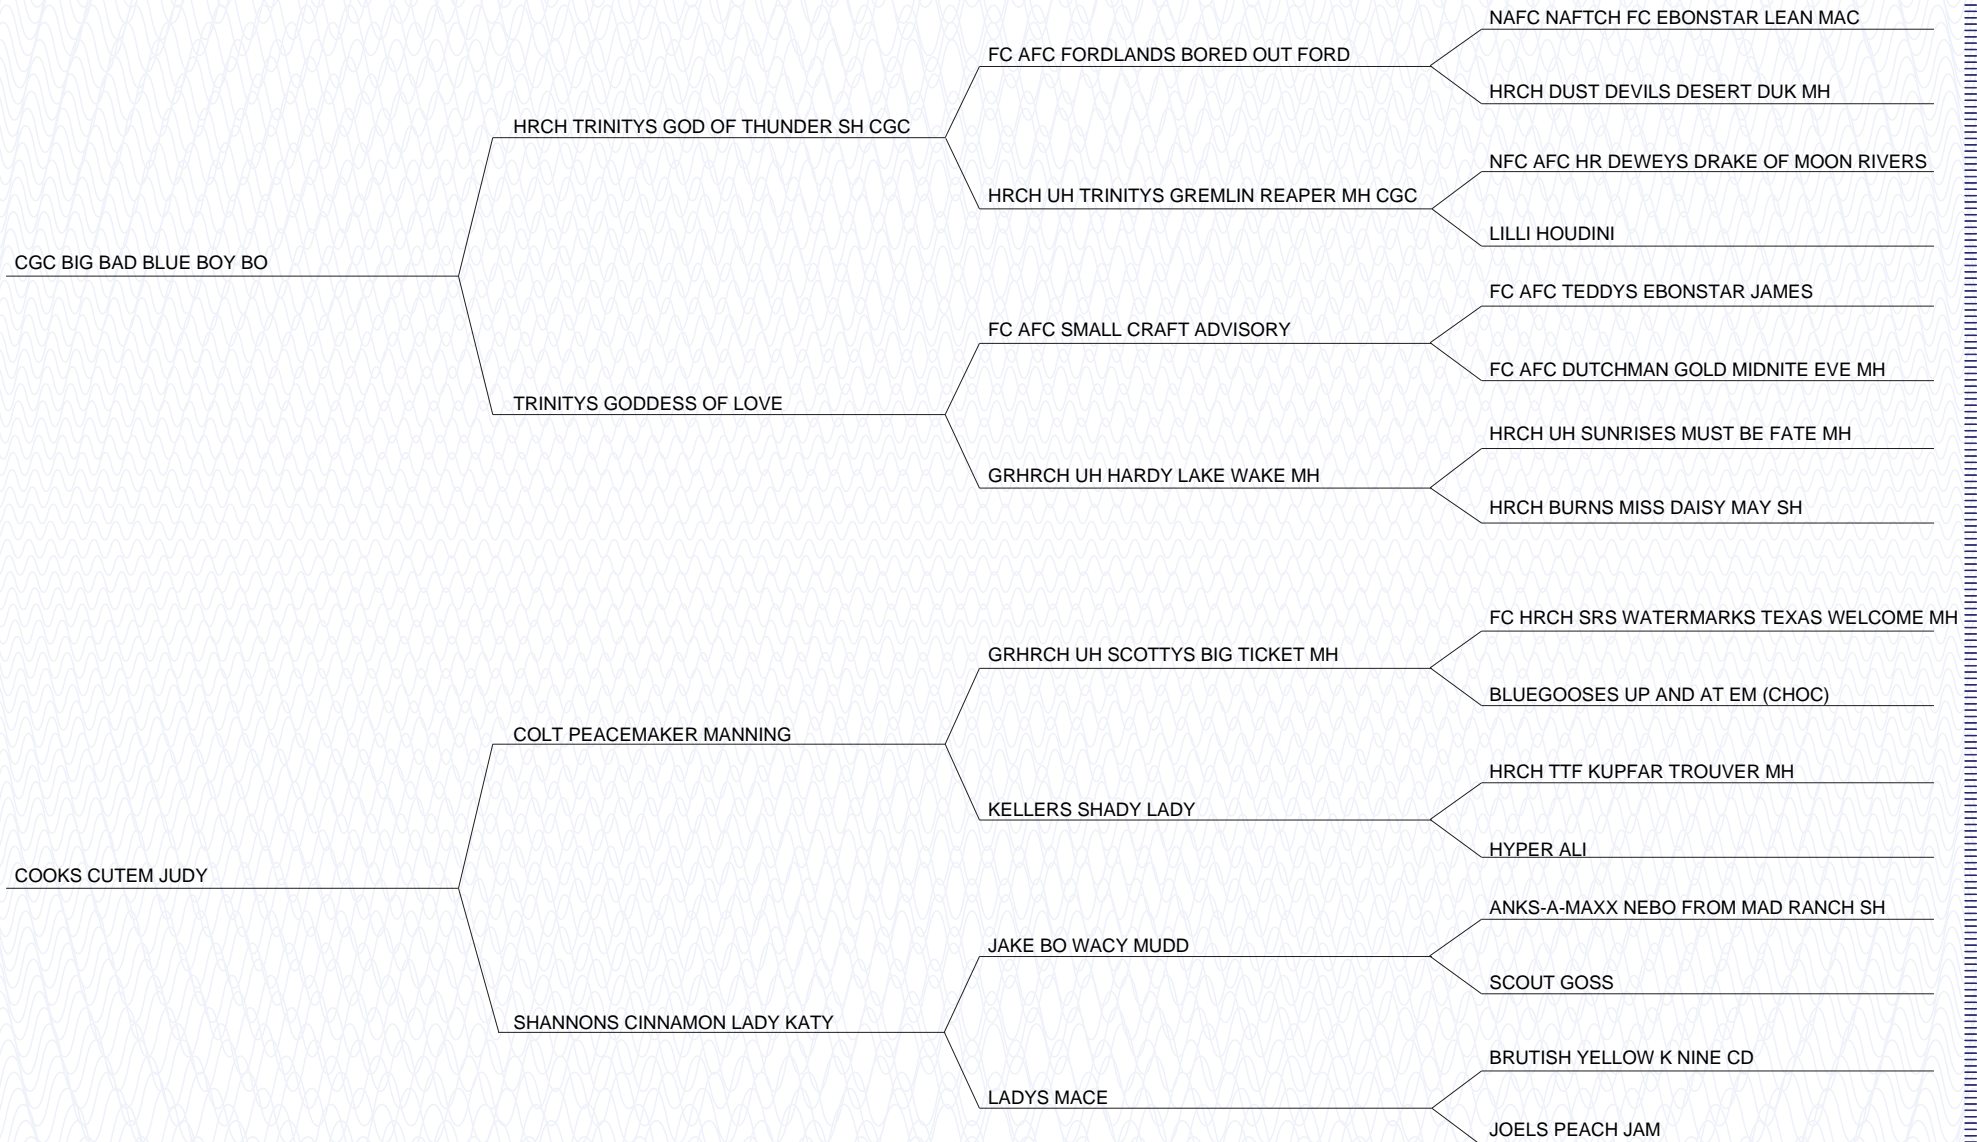 NAFC NAFTCH FC EBONSTAR LEAN MAC
FC AFC FORDLANDS BORED OUT FORD
HRCH DUST DEVILS DESERT DUK MH
HRCH TRINITYS GOD OF THUNDER SH CGC
NFC AFC HR DEWEYS DRAKE OF MOON RIVERS
HRCH UH TRINITYS GREMLIN REAPER MH CGC
LILLI HOUDINI
CGC BIG BAD BLUE BOY BO
FC AFC TEDDYS EBONSTAR JAMES
FC AFC SMALL CRAFT ADVISORY
FC AFC DUTCHMAN GOLD MIDNITE EVE MH
TRINITYS GODDESS OF LOVE
HRCH UH SUNRISES MUST BE FATE MH
GRHRCH UH HARDY LAKE WAKE MH
HRCH BURNS MISS DAISY MAY SH
FC HRCH SRS WATERMARKS TEXAS WELCOME MH
GRHRCH UH SCOTTYS BIG TICKET MH
BLUEGOOSES UP AND AT EM (CHOC)
COLT PEACEMAKER MANNING
HRCH TTF KUPFAR TROUVER MH
KELLERS SHADY LADY
HYPER ALI
COOKS CUTEM JUDY
ANKS-A-MAXX NEBO FROM MAD RANCH SH
JAKE BO WACY MUDD
SCOUT GOSS
SHANNONS CINNAMON LADY KATY
BRUTISH YELLOW K NINE CD
LADYS MACE
JOELS PEACH JAM